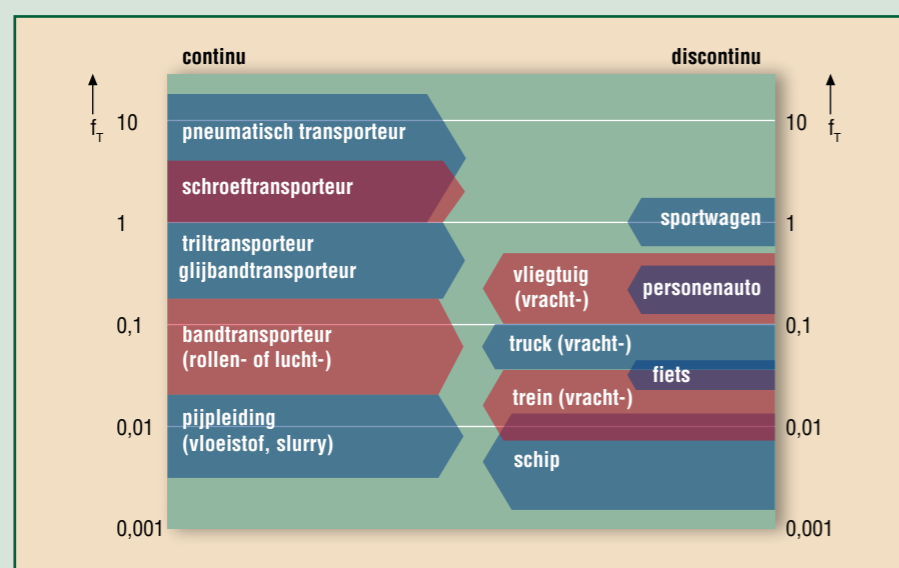 continu
discontinu
f_T
10
pneumatisch transporteur
10
f_T
schroeftransporteur
1
sportwagen
1
triltransporteur
glijbandtransporteur
vliegtuig
(vracht-)
personenauto
0,1
0,1
bandtransporteur
(rollen- of lucht-)
truck (vracht-)
fiets
trein (vracht-)
0,01
pijpleiding
(vloeistof, slurry)
0,01
schip
0,001
0,001